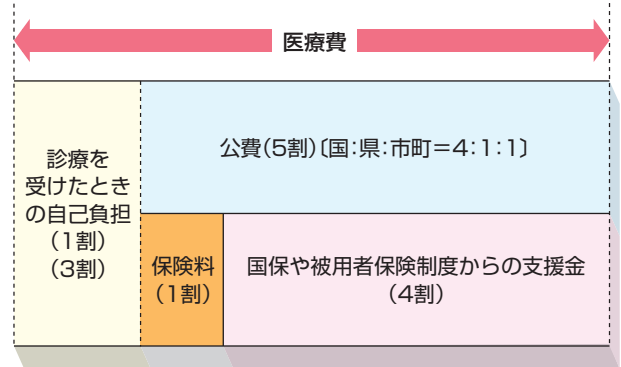 医療費
診療を
受けたとき
の自己負担
(1割)
(3割)
公費(5割)〔国:県:市町=4:1:1〕
保険料
(1割)
国保や被用者保険制度からの支援金
(4割)